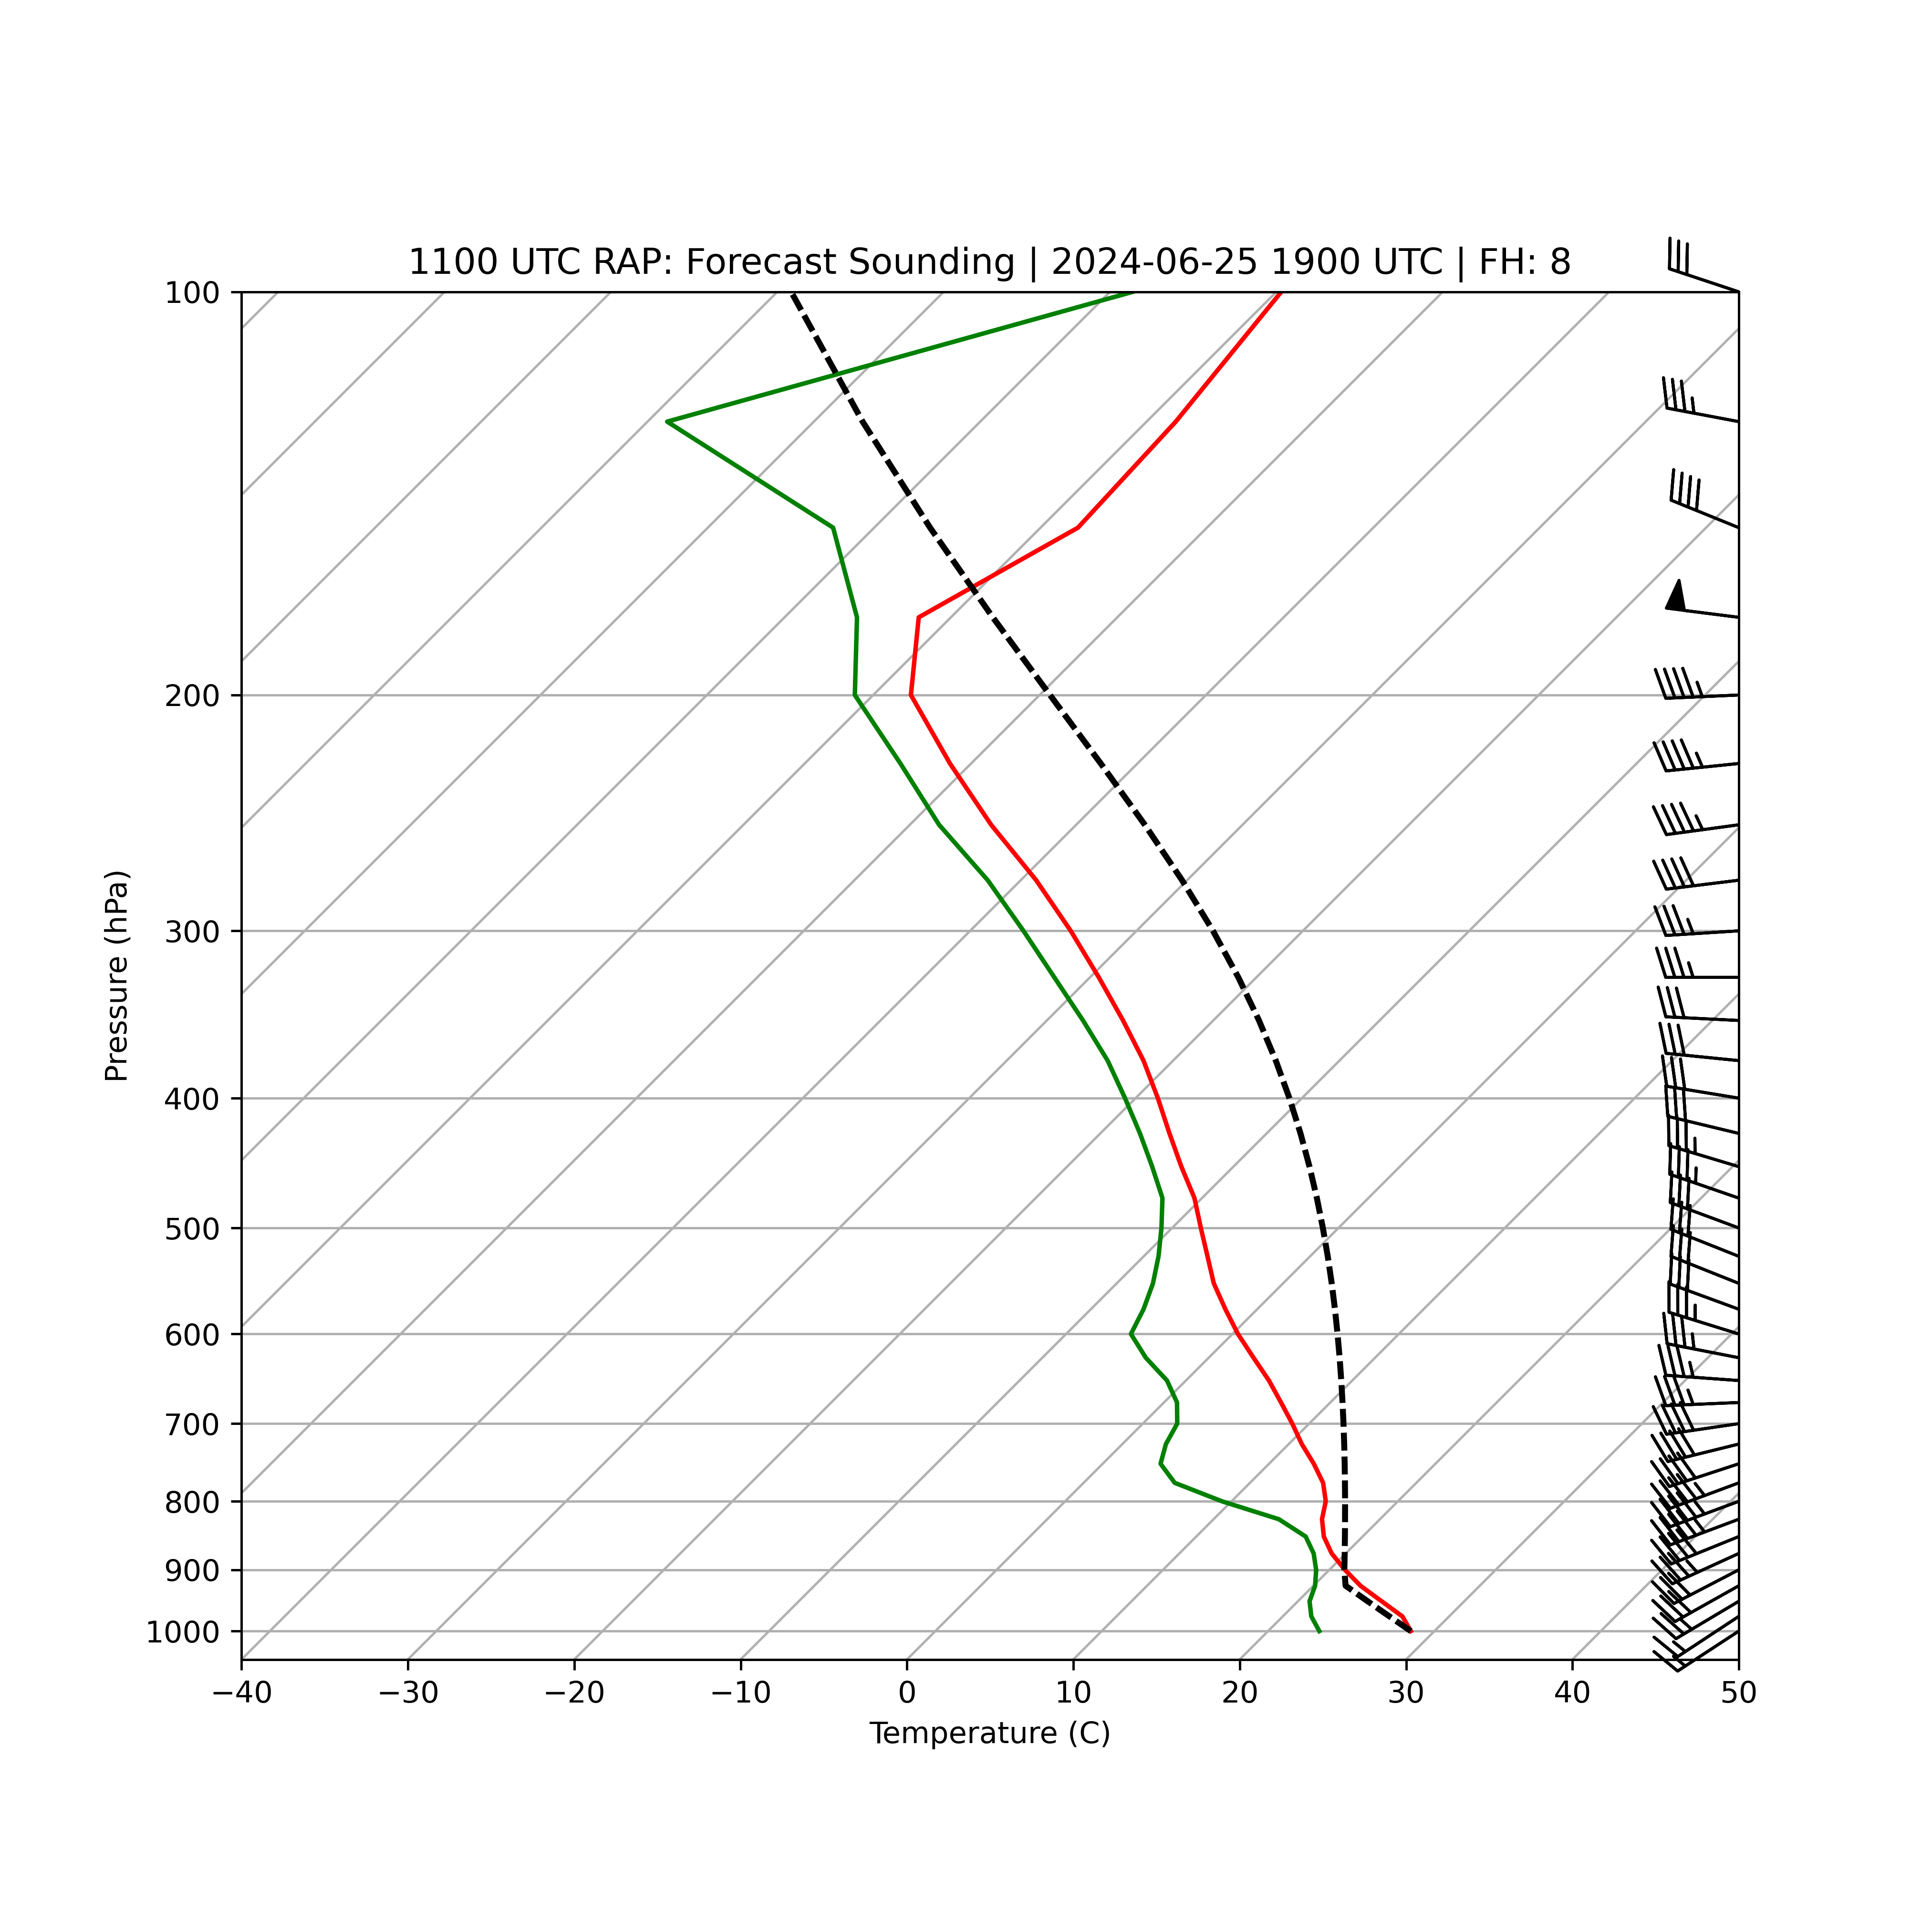 1100 UTC RAP: Forecast Sounding | 2024-06-25 1900 UTC | FH: 8
100
200
300
400
500
600
700
800
900
1000
Pressure (hPa)
−40 −30 −20 −10 0 10 20 30 40 50
Temperature (C)